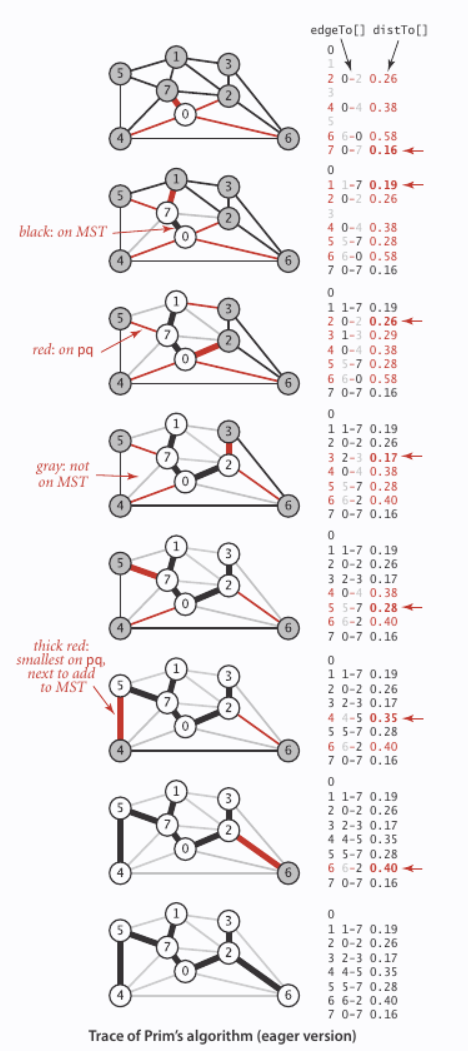 edgeTo[] distTo[]
0
1
2 0-2 0.26
3
4 0-4 0.38
5
6 6-0 0.58
7 0-7 0.16
1
5
3
7
2
0
4
6
0
1 1-7 0.19
2 0-2 0.26
3
4 0-4 0.38
5 5-7 0.28
6 6-0 0.58
7 0-7 0.16
1
5
3
7
2
black: on MST
0
4
6
0
1 1-7 0.19
2 0-2 0.26
3 1-3 0.29
4 0-4 0.38
5 5-7 0.28
6 6-0 0.58
7 0-7 0.16
1
5
3
7
2
red: on pq
0
4
6
0
1 1-7 0.19
2 0-2 0.26
3 2-3 0.17
4 0-4 0.38
5 5-7 0.28
6 6-2 0.40
7 0-7 0.16
1
3
5
7
2
gray: not
on MST
0
4
6
0
1 1-7 0.19
2 0-2 0.26
3 2-3 0.17
4 0-4 0.38
5 5-7 0.28
6 6-2 0.40
7 0-7 0.16
1
3
5
7
2
0
4
6
thick red:
smallest on pq,
next to add
to MST
0
1 1-7 0.19
2 0-2 0.26
3 2-3 0.17
4 4-5 0.35
5 5-7 0.28
6 6-2 0.40
7 0-7 0.16
1
3
5
7
2
0
4
6
0
1 1-7 0.19
2 0-2 0.26
3 2-3 0.17
4 4-5 0.35
5 5-7 0.28
6 6-2 0.40
7 0-7 0.16
1
3
5
7
2
0
4
6
0
1 1-7 0.19
2 0-2 0.26
3 2-3 0.17
4 4-5 0.35
5 5-7 0.28
6 6-2 0.40
7 0-7 0.16
1
3
5
7
2
0
4
6
Trace of Prim's algorithm (eager version)